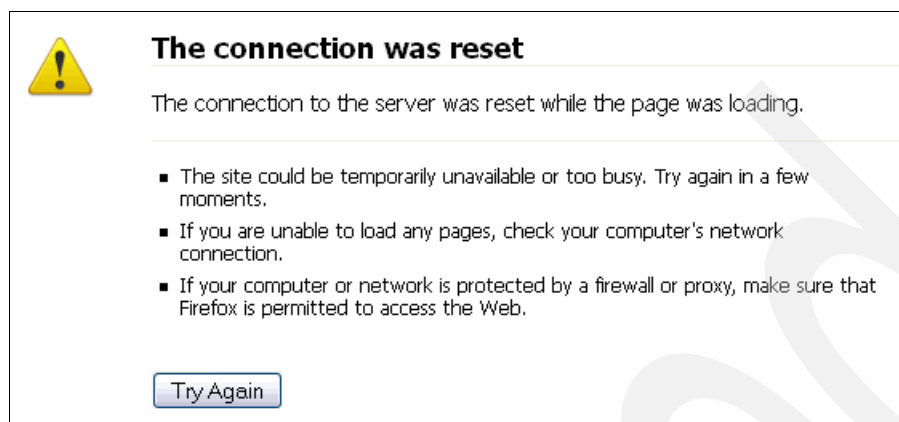 The connection was reset
The connection to the server was reset while the page was loading.
▪ The site could be temporarily unavailable or too busy. Try again in a few
moments.
▪ If you are unable to load any pages, check your computer's network
connection.
▪ If your computer or network is protected by a firewall or proxy, make sure that
Firefox is permitted to access the Web.
Try Again